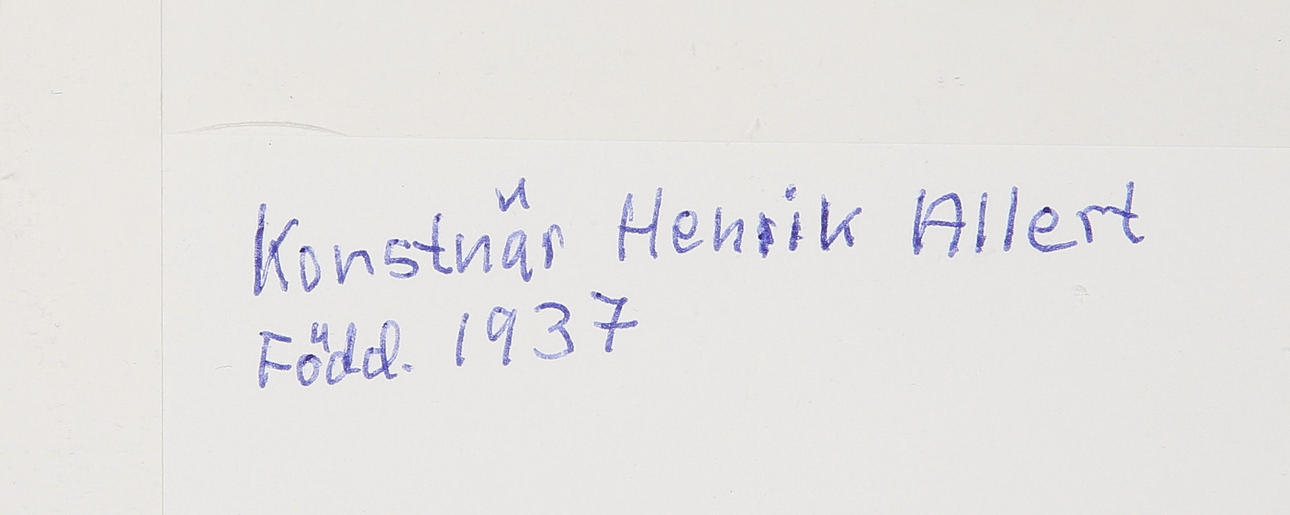 Konstnär Henrik Allert
Född. 1937